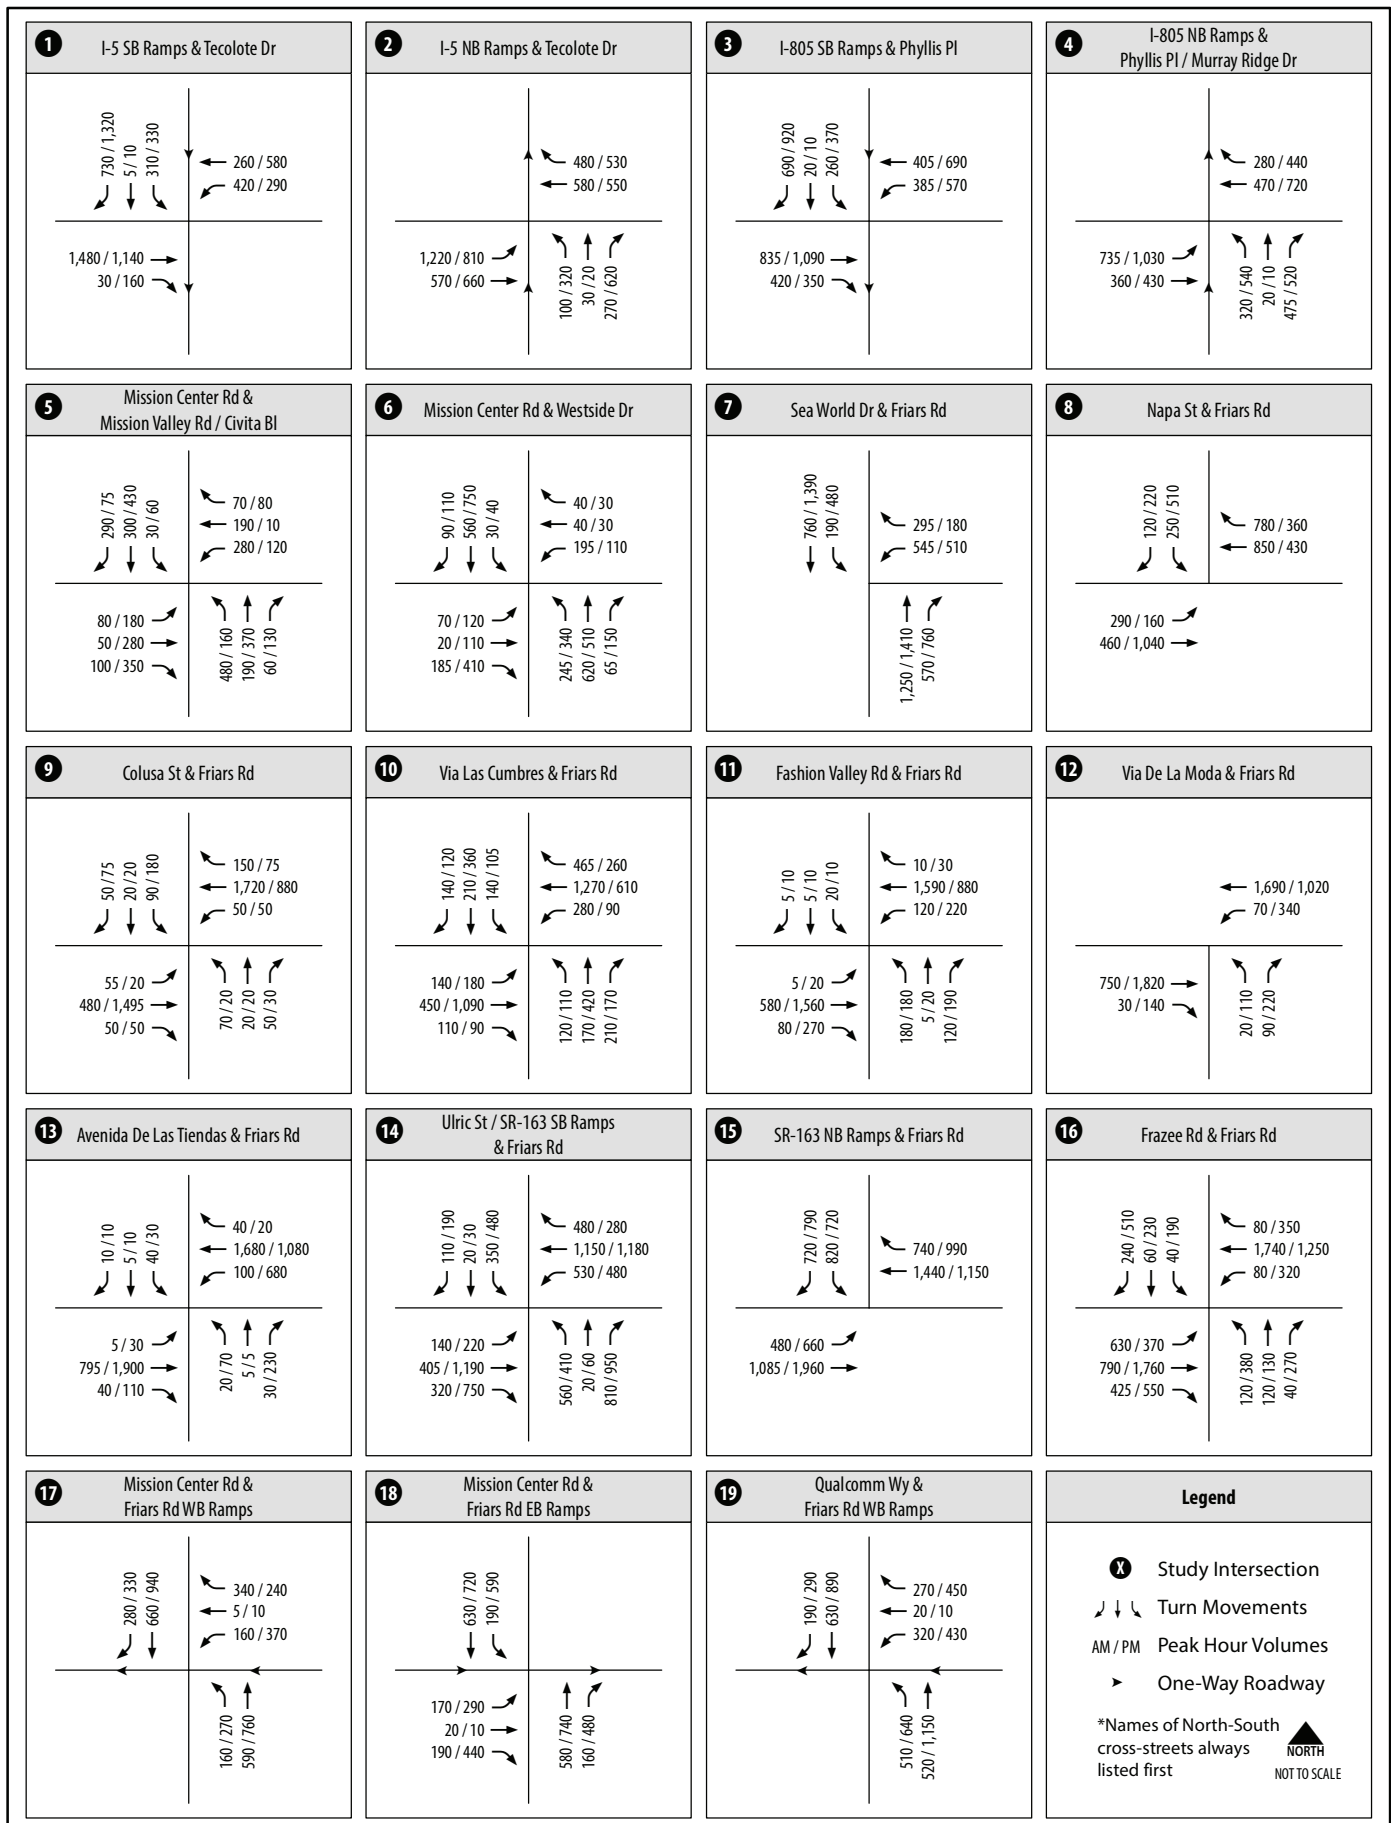 1
I-5 SB Ramps & Tecolote Dr
730 / 1,320
5 / 10
310 / 330
260 / 580
420 / 290
1,480 / 1,140
30 / 160
2
I-5 NB Ramps & Tecolote Dr
480 / 530
580 / 550
1,220 / 810
570 / 660
100 / 320
30 / 20
270 / 620
3
I-805 SB Ramps & Phyllis Pl
690 / 920
20 / 10
260 / 370
405 / 690
385 / 570
835 / 1,090
420 / 350
4
I-805 NB Ramps &
Phyllis Pl / Murray Ridge Dr
280 / 440
470 / 720
735 / 1,030
360 / 430
320 / 540
20 / 10
475 / 520
5
Mission Center Rd &
Mission Valley Rd / Civita Bl
290 / 75
300 / 430
30 / 60
70 / 80
190 / 10
280 / 120
80 / 180
50 / 280
100 / 350
480 / 160
190 / 370
60 / 130
6
Mission Center Rd & Westside Dr
90 / 110
560 / 750
30 / 40
40 / 30
40 / 30
195 / 110
70 / 120
20 / 110
185 / 410
245 / 340
620 / 510
65 / 150
7
Sea World Dr & Friars Rd
760 / 1,390
190 / 480
295 / 180
545 / 510
1,250 / 1,410
570 / 760
8
Napa St & Friars Rd
120 / 220
250 / 510
780 / 360
850 / 430
290 / 160
460 / 1,040
9
Colusa St & Friars Rd
50 / 75
20 / 20
90 / 180
150 / 75
1,720 / 880
50 / 50
55 / 20
480 / 1,495
50 / 50
70 / 20
20 / 20
50 / 30
10
Via Las Cumbres & Friars Rd
140 / 120
210 / 360
140 / 105
465 / 260
1,270 / 610
280 / 90
140 / 180
450 / 1,090
110 / 90
120 / 110
170 / 420
210 / 170
11
Fashion Valley Rd & Friars Rd
5 / 10
5 / 10
20 / 10
10 / 30
1,590 / 880
120 / 220
5 / 20
580 / 1,560
80 / 270
180 / 180
5 / 20
120 / 190
12
Via De La Moda & Friars Rd
1,690 / 1,020
70 / 340
750 / 1,820
30 / 140
20 / 110
90 / 220
13
Avenida De Las Tiendas & Friars Rd
10 / 10
5 / 10
40 / 30
40 / 20
1,680 / 1,080
100 / 680
5 / 30
795 / 1,900
40 / 110
20 / 70
5 / 5
30 / 230
14
Ulric St / SR-163 SB Ramps
& Friars Rd
110 / 190
20 / 30
350 / 480
480 / 280
1,150 / 1,180
530 / 480
140 / 220
405 / 1,190
320 / 750
560 / 410
20 / 60
810 / 950
15
SR-163 NB Ramps & Friars Rd
720 / 790
820 / 720
740 / 990
1,440 / 1,150
480 / 660
1,085 / 1,960
16
Frazee Rd & Friars Rd
240 / 510
60 / 230
40 / 190
80 / 350
1,740 / 1,250
80 / 320
630 / 370
790 / 1,760
425 / 550
120 / 380
120 / 130
40 / 270
17
Mission Center Rd &
Friars Rd WB Ramps
280 / 330
660 / 940
340 / 240
5 / 10
160 / 370
160 / 270
590 / 760
18
Mission Center Rd &
Friars Rd EB Ramps
630 / 720
190 / 590
170 / 290
20 / 10
190 / 440
580 / 740
160 / 480
19
Qualcomm Wy &
Friars Rd WB Ramps
190 / 290
630 / 890
270 / 450
20 / 10
320 / 430
510 / 640
520 / 1,150
Legend
X Study Intersection
Turn Movements
AM / PM Peak Hour Volumes
One-Way Roadway
*Names of North-South
cross-streets always
listed first
NORTH
NOT TO SCALE